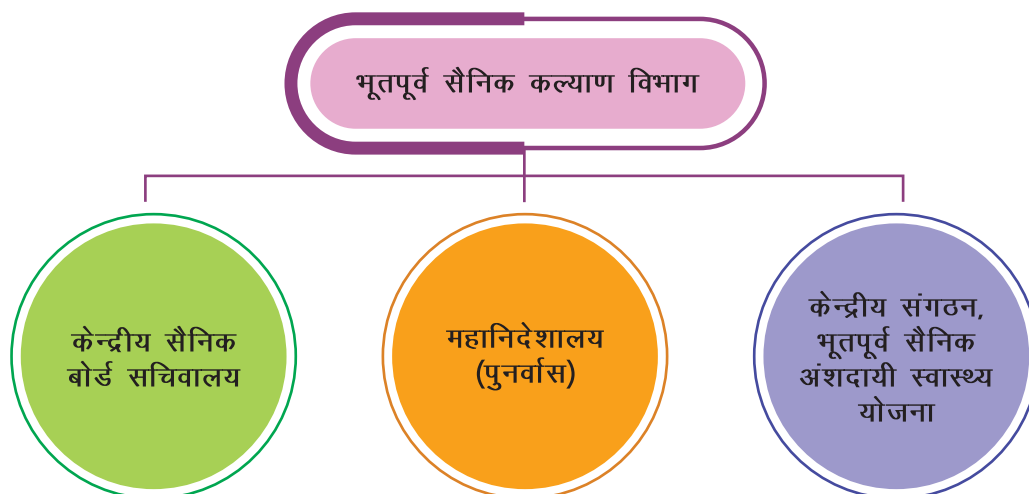 भूतपूर्व सैनिक कल्याण विभाग
केन्द्रीय सैनिक
बोर्ड सचिवालय
महानिदेशालय
(पुनर्वास)
केन्द्रीय संगठन,
भूतपूर्व सैनिक
अंशदायी स्वास्थ्य
योजना